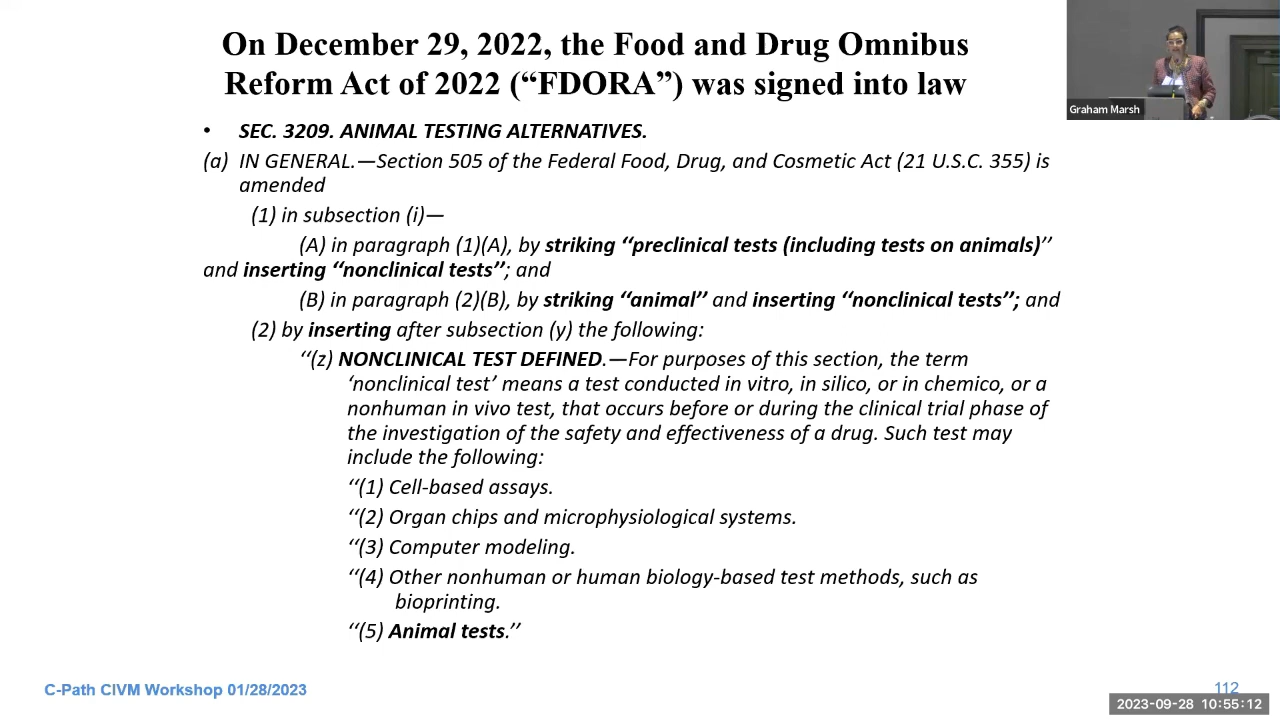 On December 29, 2022, the Food and Drug Omnibus
Reform Act of 2022 (“FDORA”) was signed into law
Graham Marsh
• SEC. 3209. ANIMAL TESTING ALTERNATIVES.
(a) IN GENERAL.—Section 505 of the Federal Food, Drug, and Cosmetic Act (21 U.S.C. 355) is
amended
(1) in subsection (i)—
(A) in paragraph (1)(A), by striking ‘‘preclinical tests (including tests on animals)’’
and inserting ‘‘nonclinical tests’’; and
(B) in paragraph (2)(B), by striking ‘‘animal’’ and inserting ‘‘nonclinical tests’’; and
(2) by inserting after subsection (y) the following:
‘‘(z) NONCLINICAL TEST DEFINED.—For purposes of this section, the term
‘nonclinical test’ means a test conducted in vitro, in silico, or in chemico, or a
nonhuman in vivo test, that occurs before or during the clinical trial phase of
the investigation of the safety and effectiveness of a drug. Such test may
include the following:
‘‘(1) Cell-based assays.
‘‘(2) Organ chips and microphysiological systems.
‘‘(3) Computer modeling.
‘‘(4) Other nonhuman or human biology-based test methods, such as
bioprinting.
‘‘(5) Animal tests.’’
C-Path CIVM Workshop 01/28/2023
112
2023-09-28 10:55:12